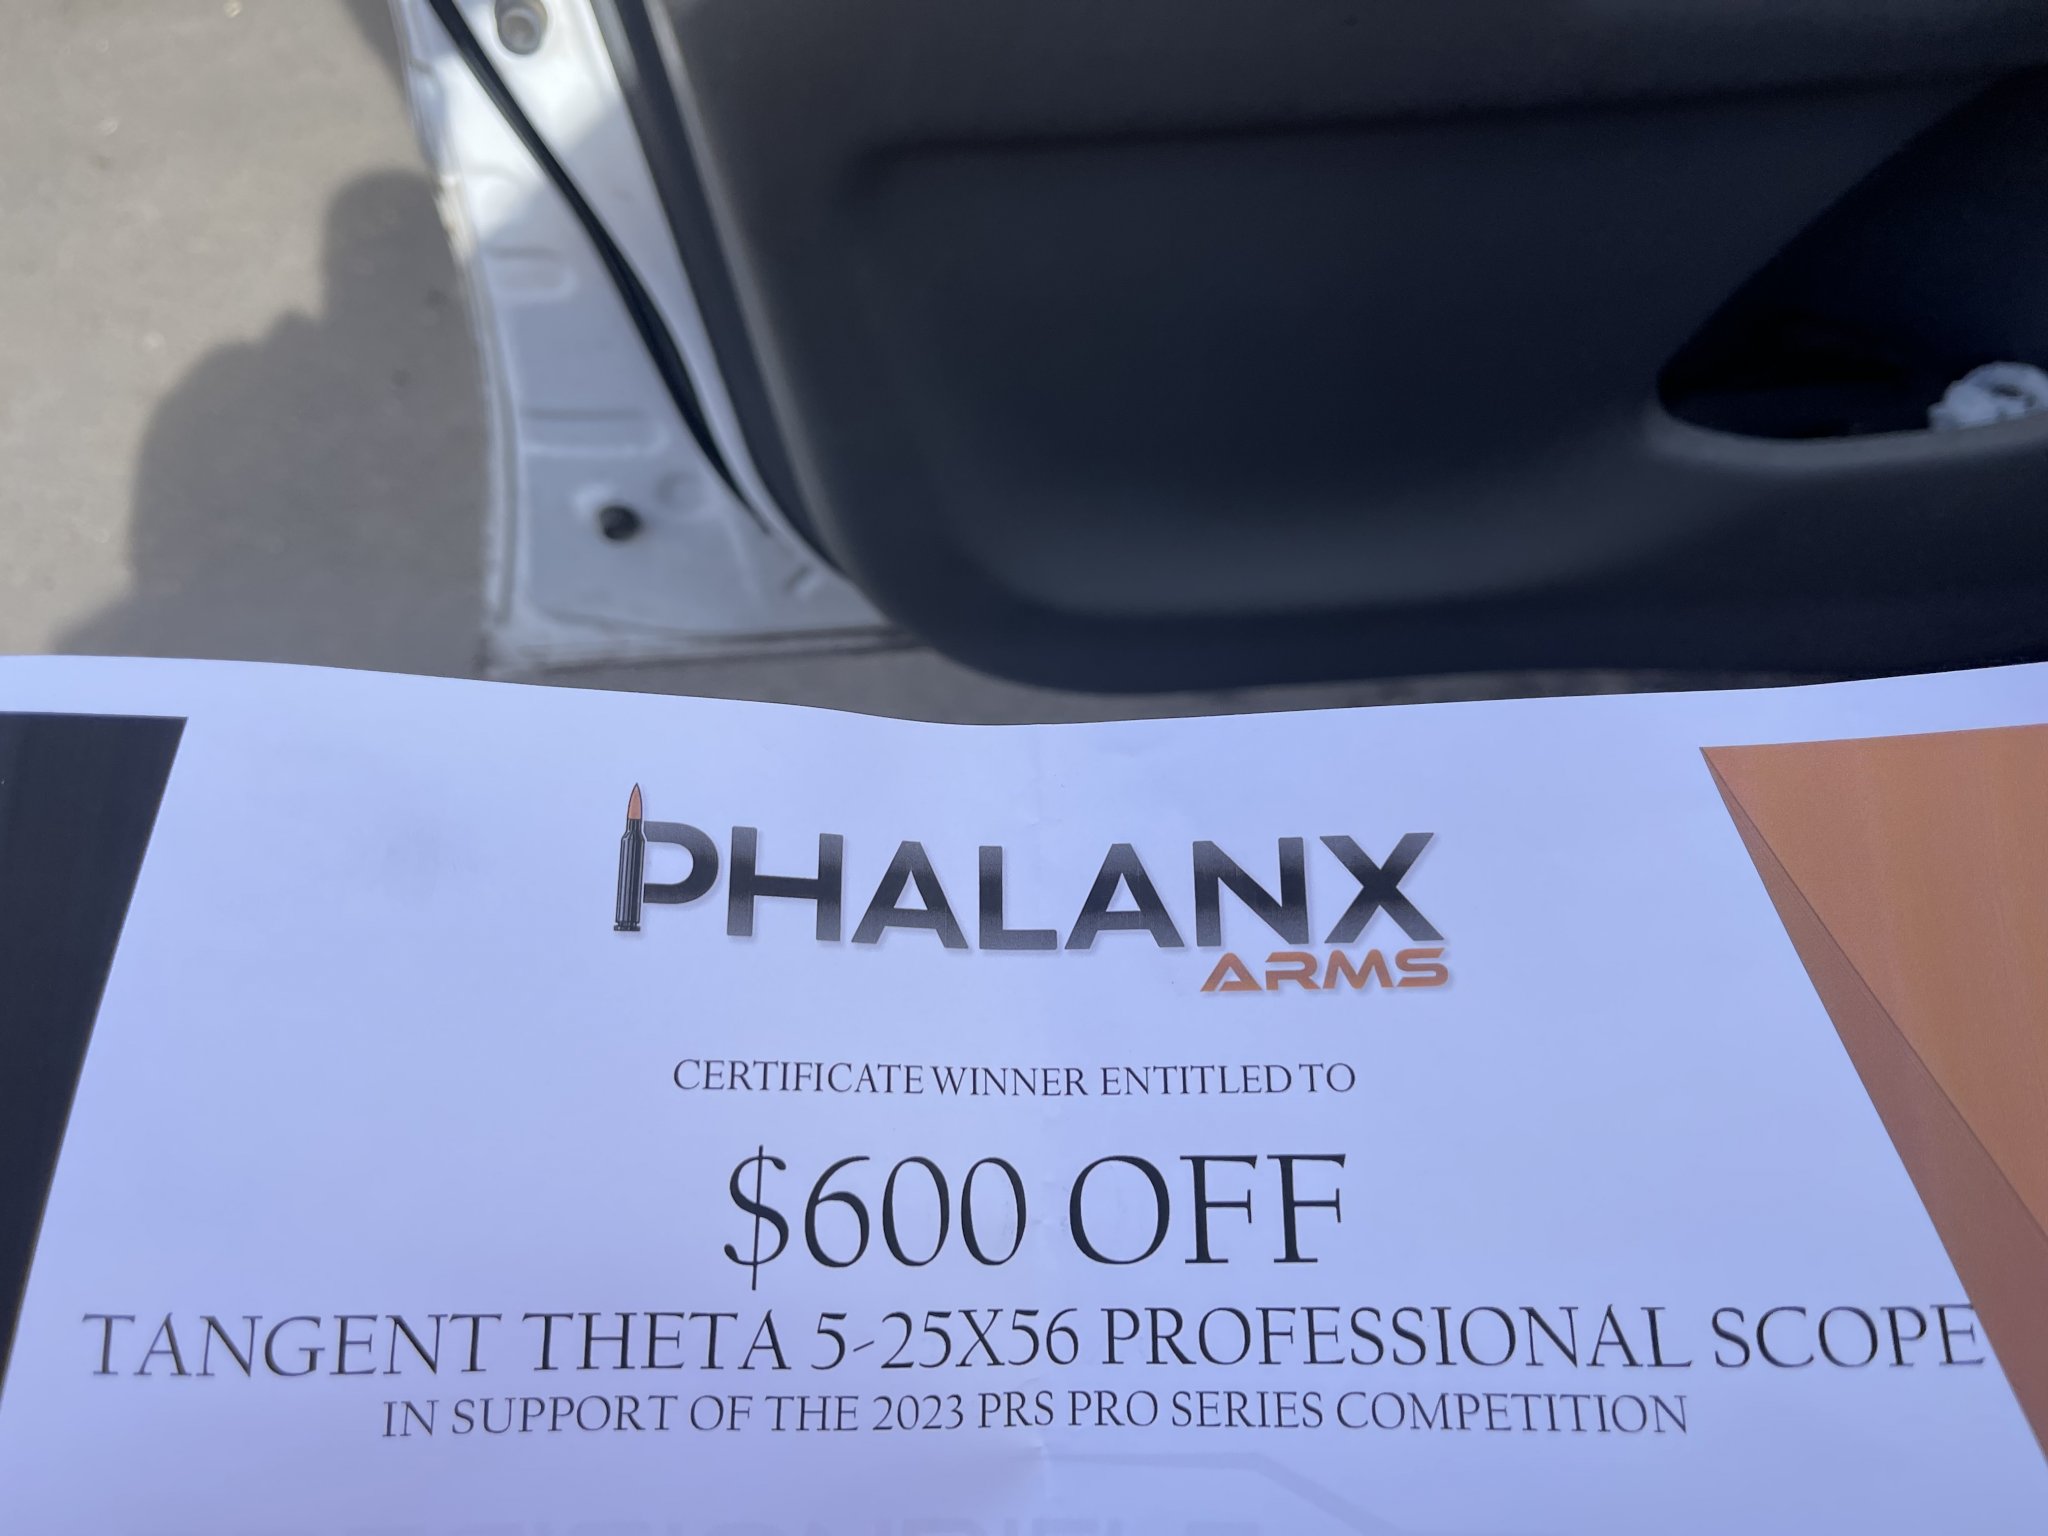 PHALANX
ARMS
CERTIFICATE WINNER ENTITLED TO
$600 OFF
TANGENT THETA 5-25X56 PROFESSIONAL SCOPE
IN SUPPORT OF THE 2023 PRS PRO SERIES COMPETITION